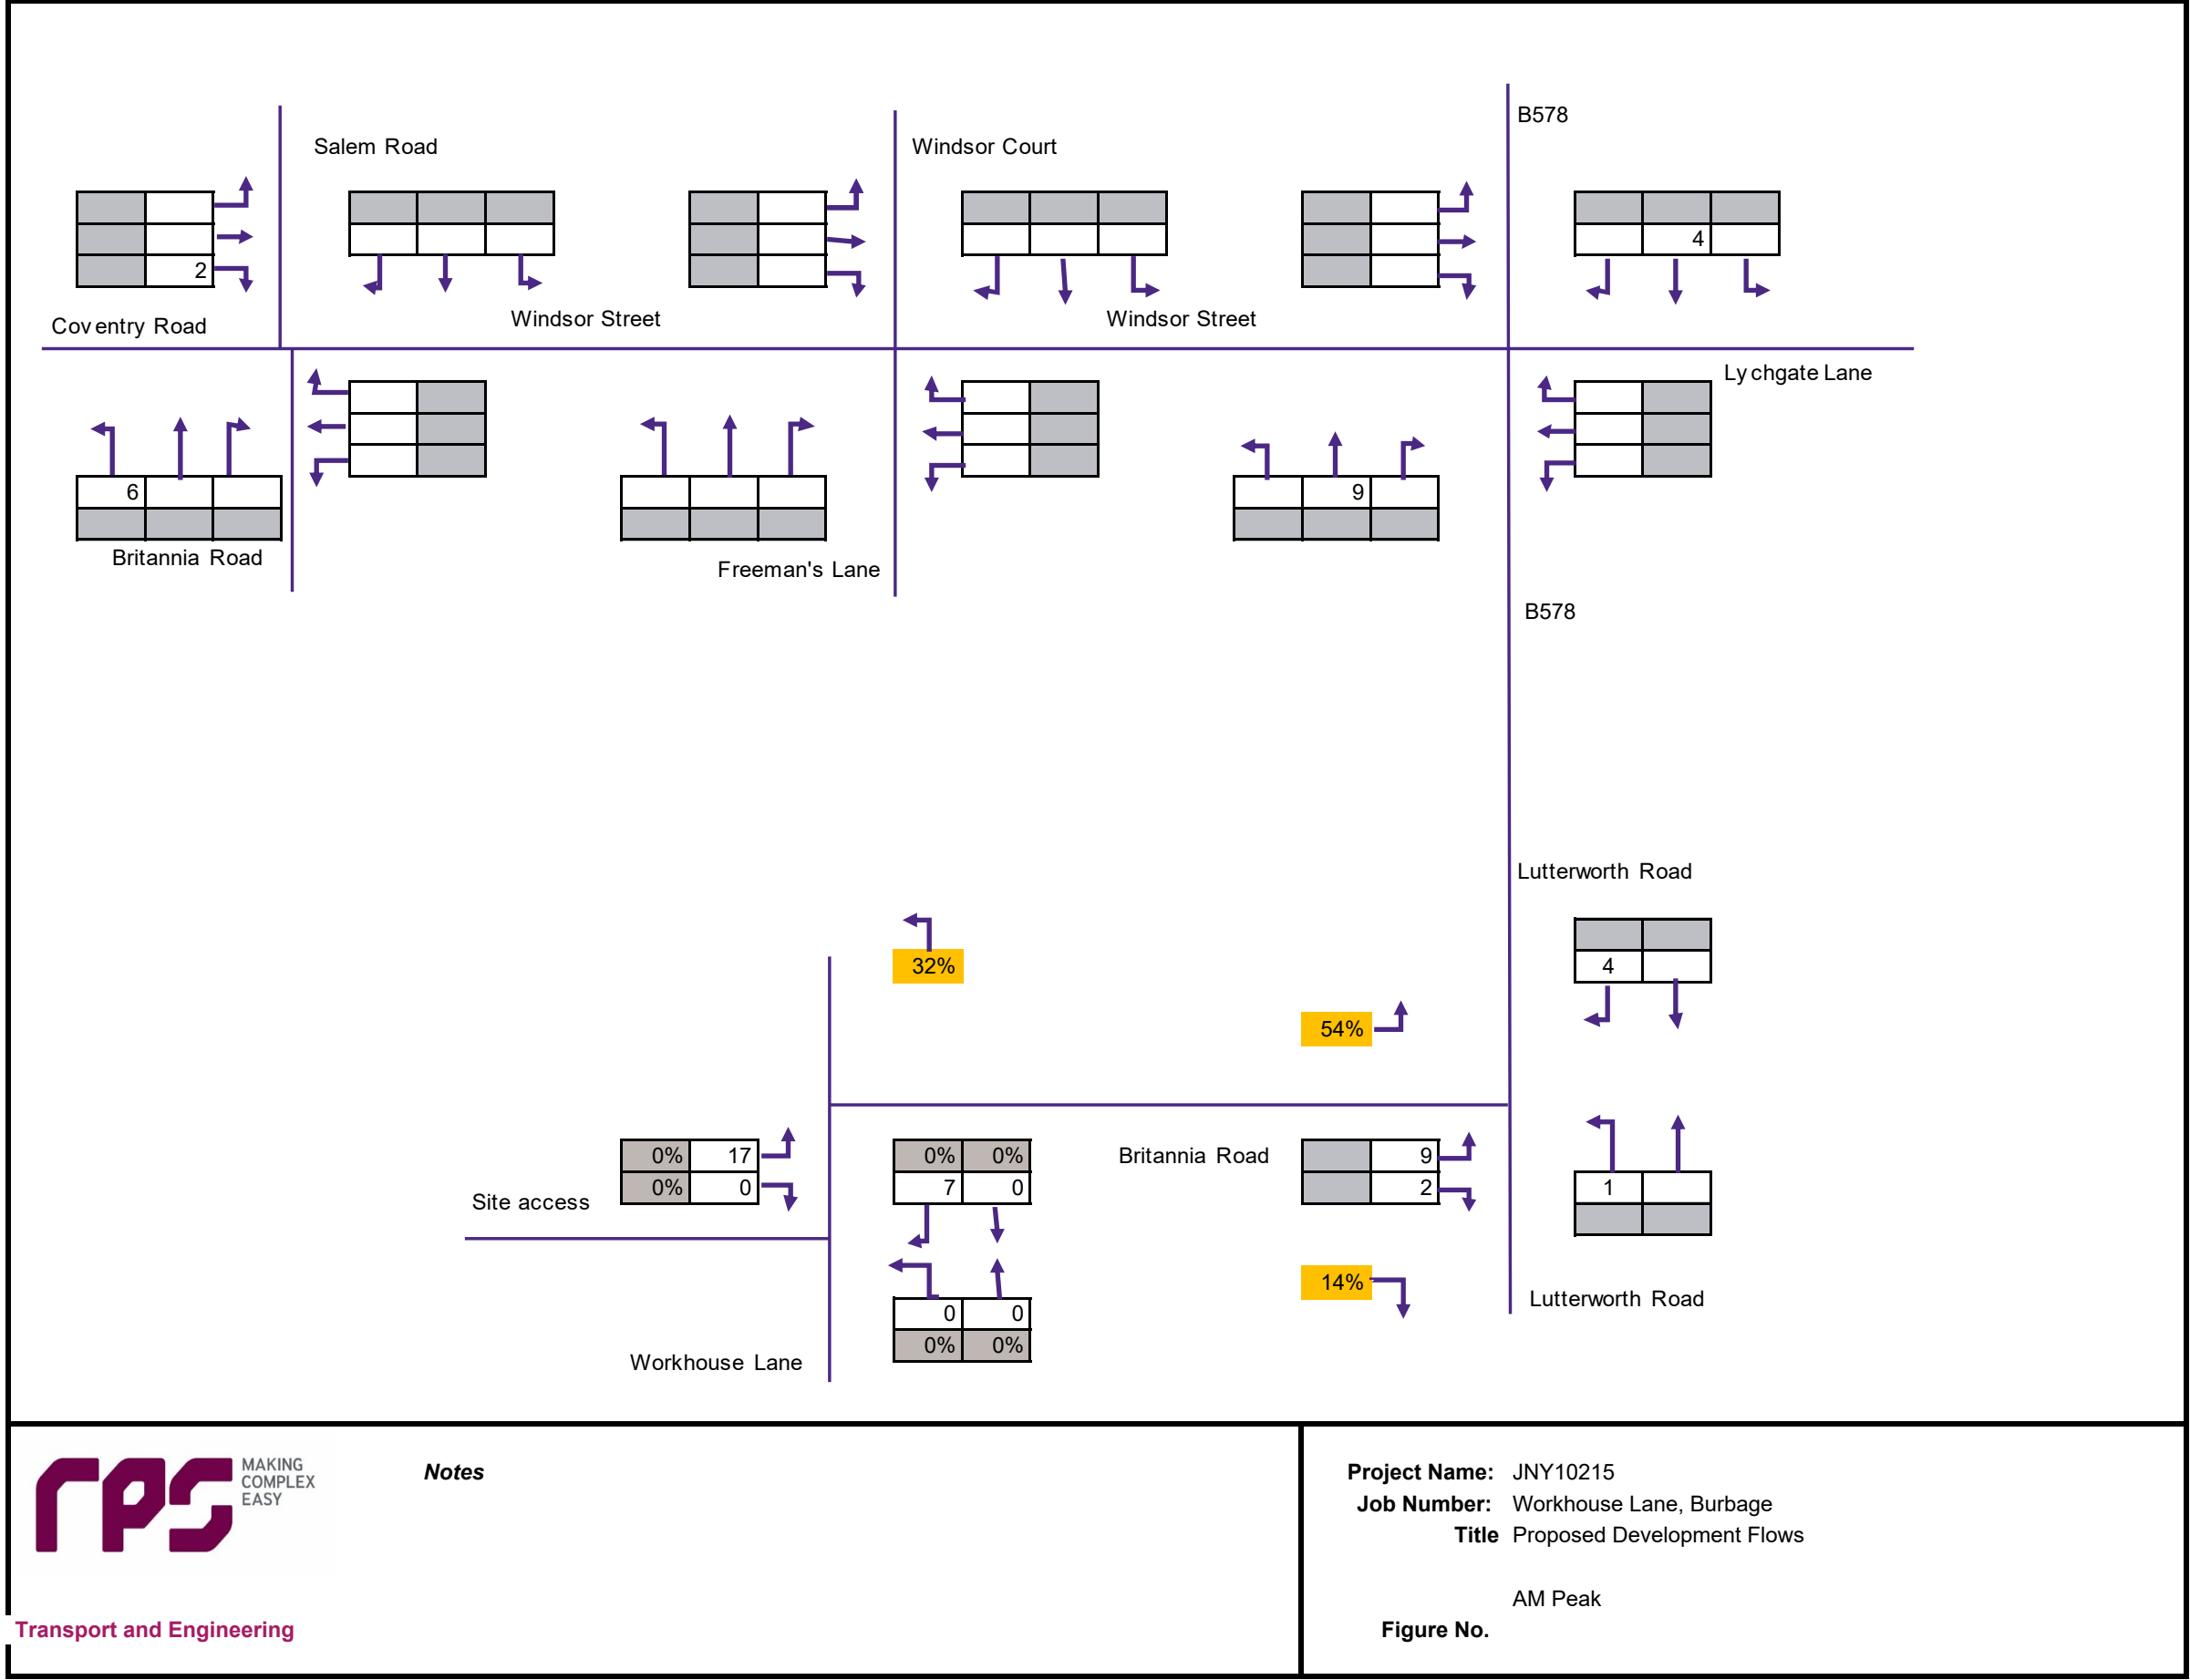 B578
Salem Road
Windsor Court
4
2
Coventry Road
Windsor Street
Windsor Street
Lychgate Lane
6
9
Britannia Road
Freeman's Lane
B578
Lutterworth Road
32%
4
54%
0% 17
0% 0
Site access
0% 0%
7 0
Britannia Road
9
2
1
0 0
0% 0%
14%
Lutterworth Road
Workhouse Lane
rps
MAKING
COMPLEX
EASY
Notes
Transport and Engineering
Project Name: JNY10215
Job Number: Workhouse Lane, Burbage
Title Proposed Development Flows
AM Peak
Figure No.